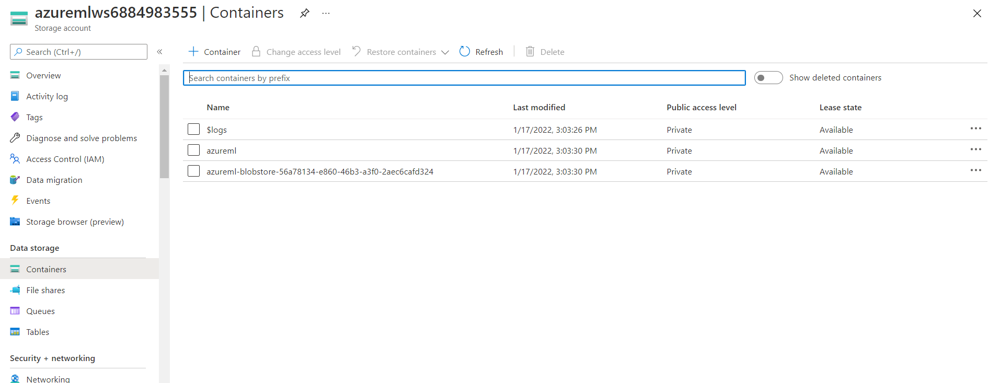 azuremlws6884983555 | Containers
Storage account
Search (Ctrl+/)
Overview
Activity log
Tags
Diagnose and solve problems
Access Control (IAM)
Data migration
Events
Storage browser (preview)
Data storage
Containers
File shares
Queues
Tables
Security + networking
Networking
Container Change access level Restore containers Refresh Delete
Search containers by prefix
Show deleted containers
Name Last modified Public access level Lease state
$logs 1/17/2022, 3:03:26 PM Private Available
azureml 1/17/2022, 3:03:30 PM Private Available
azureml-blobstore-56a78134-e860-46b3-a3f0-2aec6cafd324 1/17/2022, 3:03:30 PM Private Available